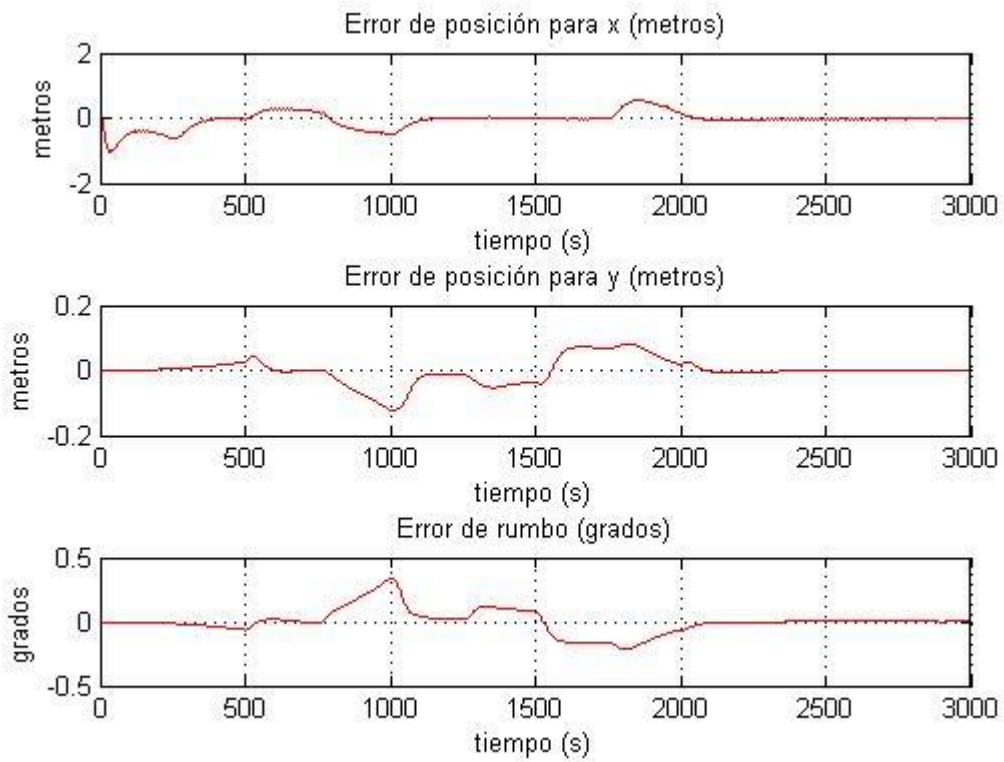 Error de posición para x (metros)
2
0
-2
metros
0 500 1000 1500 2000 2500 3000
tiempo (s)
Error de posición para y (metros)
0.2
0
-0.2
metros
0 500 1000 1500 2000 2500 3000
tiempo (s)
Error de rumbo (grados)
0.5
0
-0.5
grados
0 500 1000 1500 2000 2500 3000
tiempo (s)